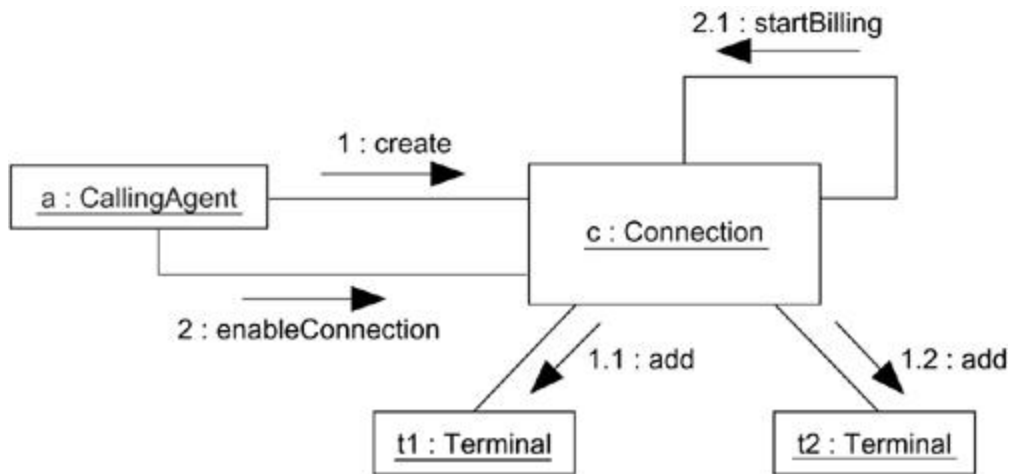 2.1 : startBilling
1 : create
a : CallingAgent
c : Connection
2 : enableConnection
1.1 : add
1.2 : add
t1 : Terminal
t2 : Terminal